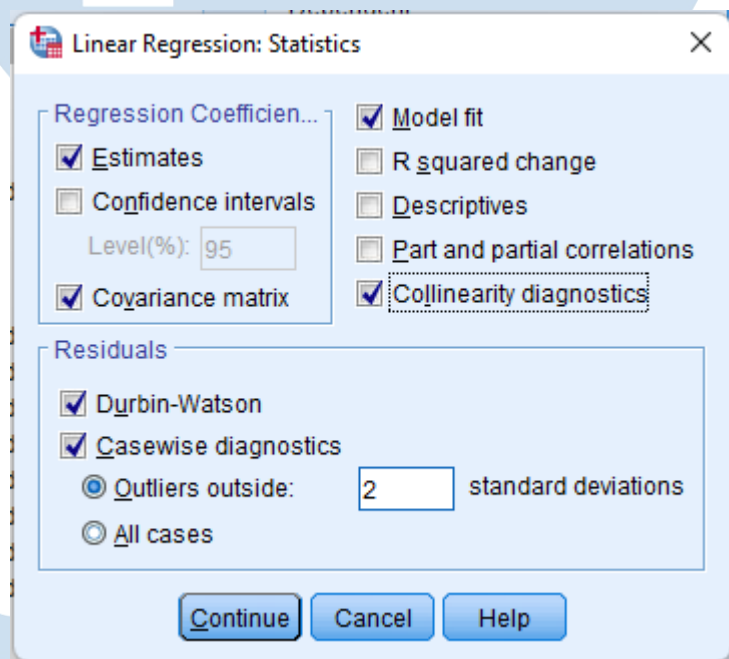 Linear Regression: Statistics
Regression Coefficien...
Estimates
Confidence intervals
Level(%): 95
Covariance matrix
Model fit
R squared change
Descriptives
Part and partial correlations
Collinearity diagnostics
Residuals
Durbin-Watson
Casewise diagnostics
Outliers outside: 2 standard deviations
All cases
Continue Cancel Help